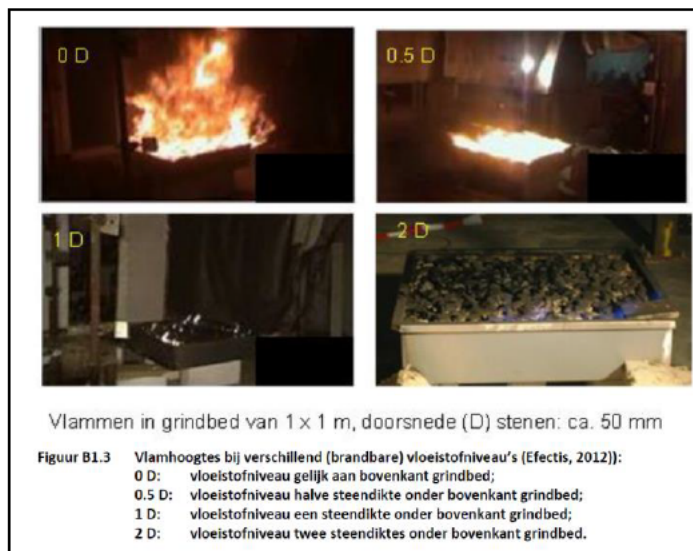 0 D
0.5 D
1 D
2 D
Vlammen in grindbed van 1 x 1 m, doorsnede (D) stenen: ca. 50 mm
Figuur B1.3 Vlamhoogtes bij verschillend (brandbare) vloeistofniveau's (Efectis, 2012)):
0 D: vloeistofniveau gelijk aan bovenkant grindbed;
0.5 D: vloeistofniveau halve steendikte onder bovenkant grindbed;
1 D: vloeistofniveau een steendikte onder bovenkant grindbed;
2 D: vloeistofniveau twee steendiktes onder bovenkant grindbed.